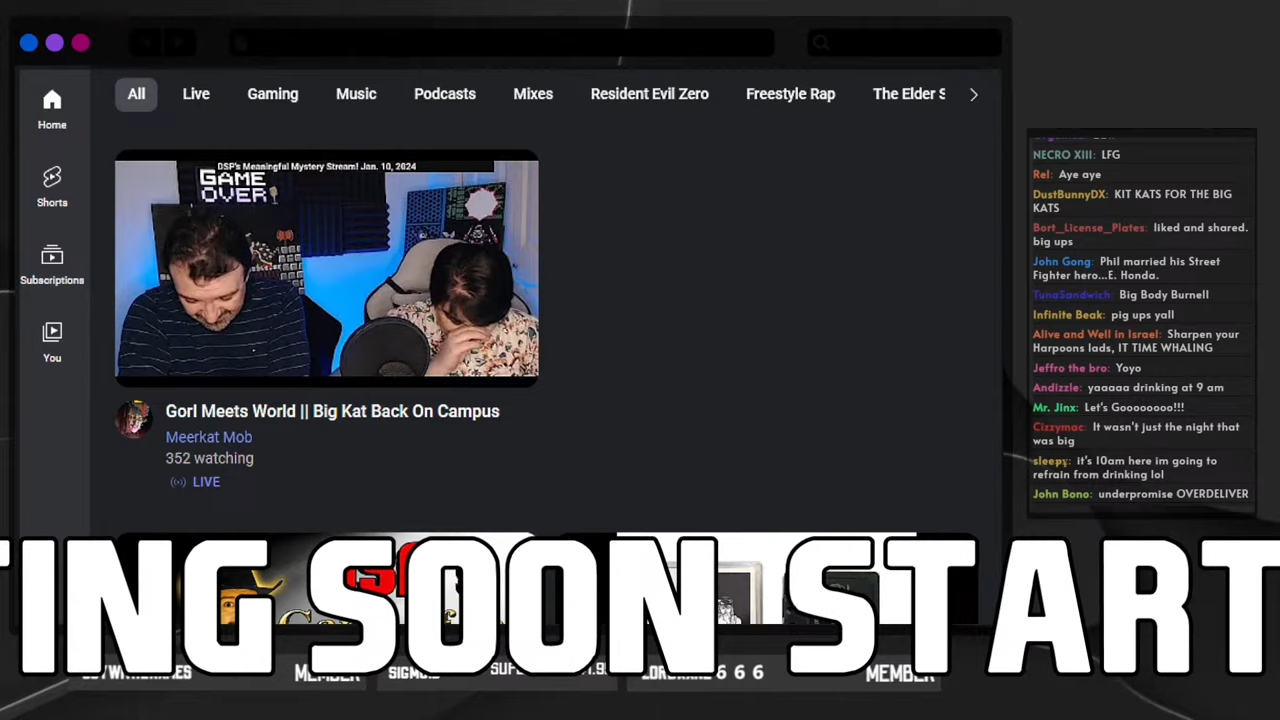 All
Live
Gaming
Music
Podcasts
Mixes
Resident Evil Zero
Freestyle Rap
The Elder S
Home
Shorts
Subscriptions
You
DSP's Meaningful Mystery Stream! Jan. 10, 2024
GAME
OVER
Gorl Meets World || Big Kat Back On Campus
Meerkat Mob
352 watching
LIVE
NECRO XIII: LFG
Rel: Aye aye
DustBunnyDX: KIT KATS FOR THE BIG
KATS
Bort_License_Plates: liked and shared.
big ups
John Gong: Phil married his Street
Fighter hero...E. Honda.
TunaSandwich: Big Body Burnell
Infinite Beak: pig ups yall
Alive and Well in Israel: Sharpen your
Harpoons lads, IT TIME WHALING
Jeffro the bro: Yoyo
Andizzle: yaaaaa drinking at 9 am
Mr. Jinx: Let's Goooooooo!!!
Cizzymac: It wasn't just the night that
was big
sleepy: it's 10am here im going to
refrain from drinking lol
John Bono: underpromise OVERDELIVER
TING SOON START
MEMBER
MEMBER